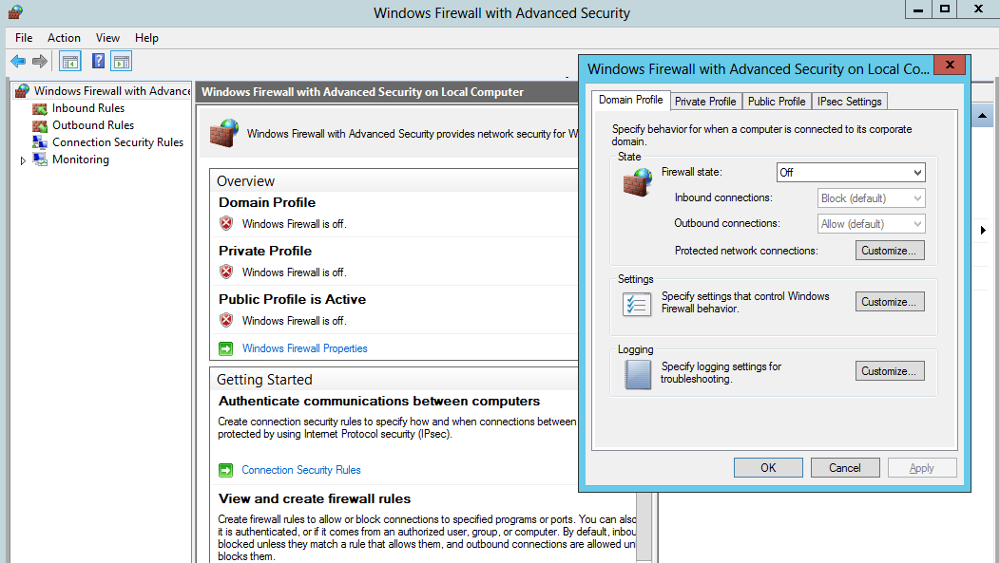 Windows Firewall with Advanced Security
File Action View Help
Windows Firewall with Advance
Inbound Rules
Outbound Rules
Connection Security Rules
Monitoring
Windows Firewall with Advanced Security on Local Computer
Windows Firewall with Advanced Security provides network security for W
Overview
Domain Profile
Windows Firewall is off.
Private Profile
Windows Firewall is off.
Public Profile is Active
Windows Firewall is off.
Windows Firewall Properties
Getting Started
Authenticate communications between computers
Create connection security rules to specify how and when connections between
protected by using Internet Protocol security (IPsec).
Connection Security Rules
View and create firewall rules
Create firewall rules to allow or block connections to specified programs or ports. You can also
it is authenticated, or if it comes from an authorized user, group, or computer. By default, inbou
blocked unless they match a rule that allows them, and outbound connections are allowed un
blocks them.
Windows Firewall with Advanced Security on Local Co... x
Domain Profile Private Profile Public Profile IPsec Settings
Specify behavior for when a computer is connected to its corporate
domain.
State
Firewall state: Off
Inbound connections: Block (default)
Outbound connections: Allow (default)
Protected network connections: Customize...
Settings
Specify settings that control Windows
Firewall behavior.
Customize...
Logging
Specify logging settings for
troubleshooting.
Customize...
OK Cancel Apply